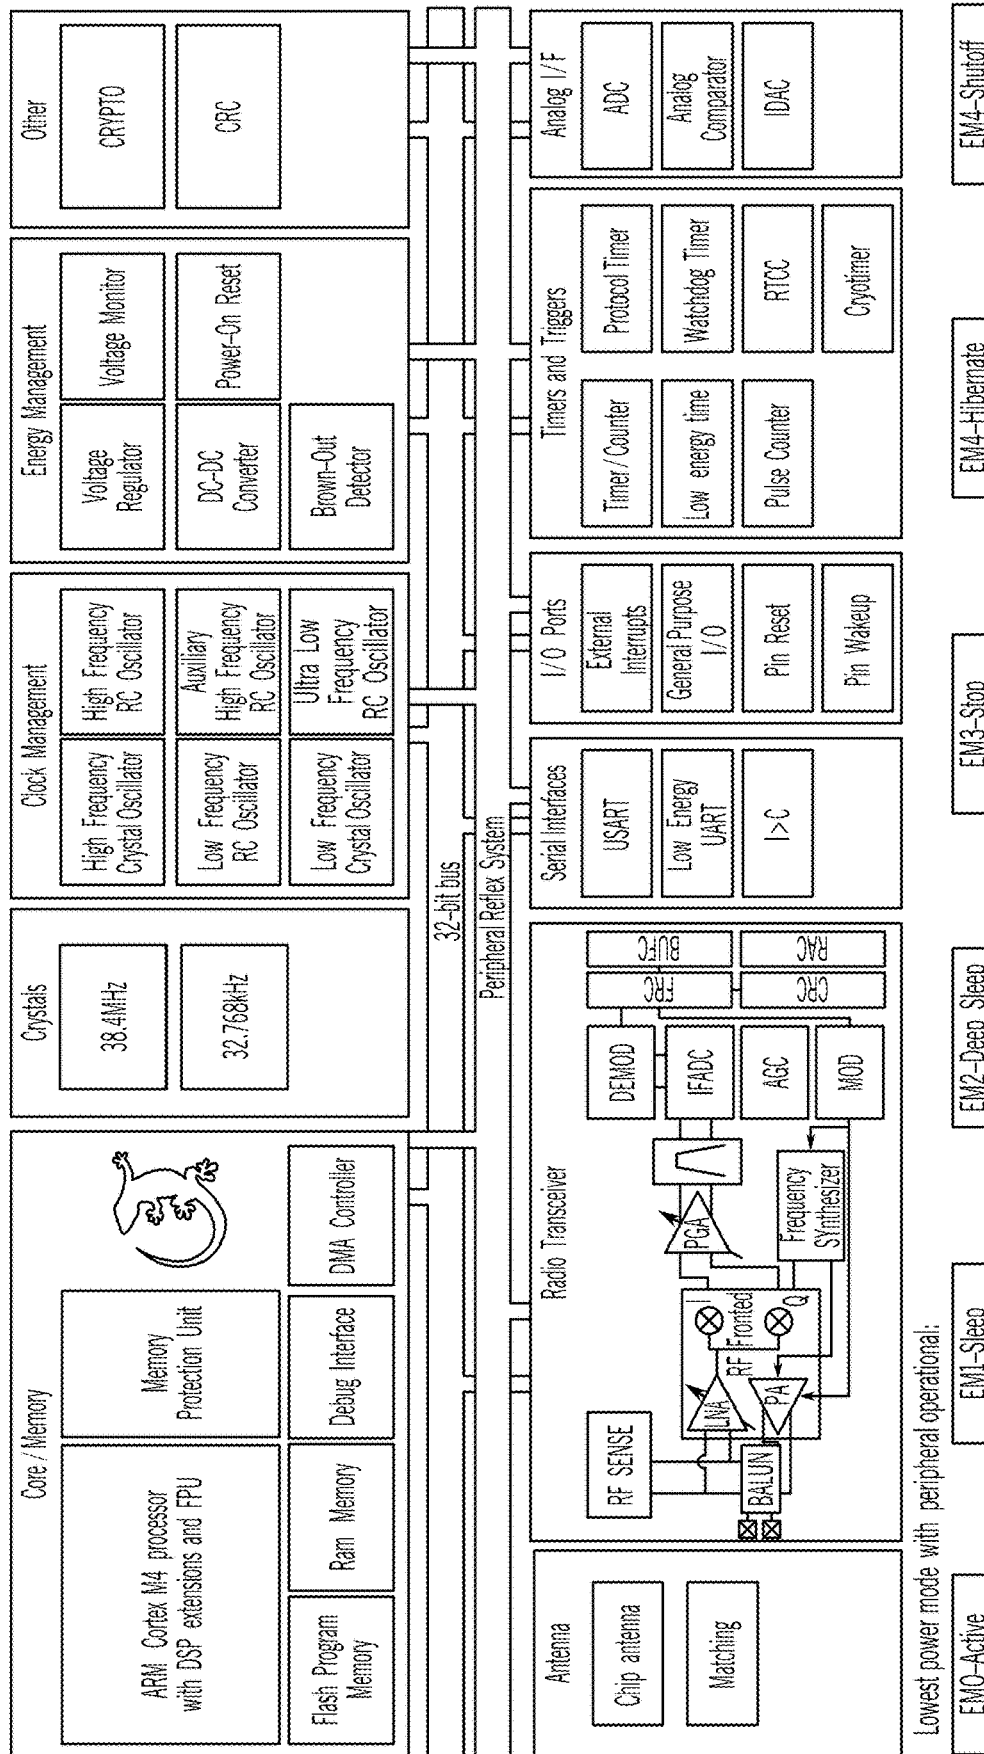 Core / Memory
ARM Cortex M4 processor
with DSP extensions and FPU
Memory
Protection Unit
Flash Program
Memory
Ram Memory
Debug Interface
DMA Controller
Crystals
38.4MHz
32.768kHz
Clock Management
High Frequency
Crystal Oscillator
High Frequency
RC Oscillator
Low Frequency
RC Oscillator
Auxiliary
High Frequency
RC Oscillator
Low Frequency
Crystal Oscillator
Ultra Low
Frequency
RC Oscillator
Energy Management
Voltage
Regulator
Voltage Monitor
DC-DC
Converter
Power-On Reset
Brown-Out
Detector
Other
CRYPTO
CRC
32-bit bus
Peripheral Reflex System
Antenna
Chip antenna
Matching
Radio Transceiver
RF SENSE
BALUN
LNA
PA
RF Fronted
I
Q
PGA
Frequency
SYnthesizer
DEMOD
IFADC
AGC
MOD
FRC
BUFC
CRC
RAC
Serial Interfaces
USART
Low Energy
UART
I>C
I/O Ports
External
Interrupts
General Purpose
I/O
Pin Reset
Pin Wakeup
Timers and Triggers
Timer/Counter
Protocol Timer
Low energy time
Watchdog Timer
Pulse Counter
RTCC
Cryotimer
Analog I/F
ADC
Analog
Comparator
IDAC
Lowest power mode with peripheral operational:
EM0-Active
EM1-Sleep
EM2-Deep Sleep
EM3-Stop
EM4-Hibernate
EM4-Shutoff